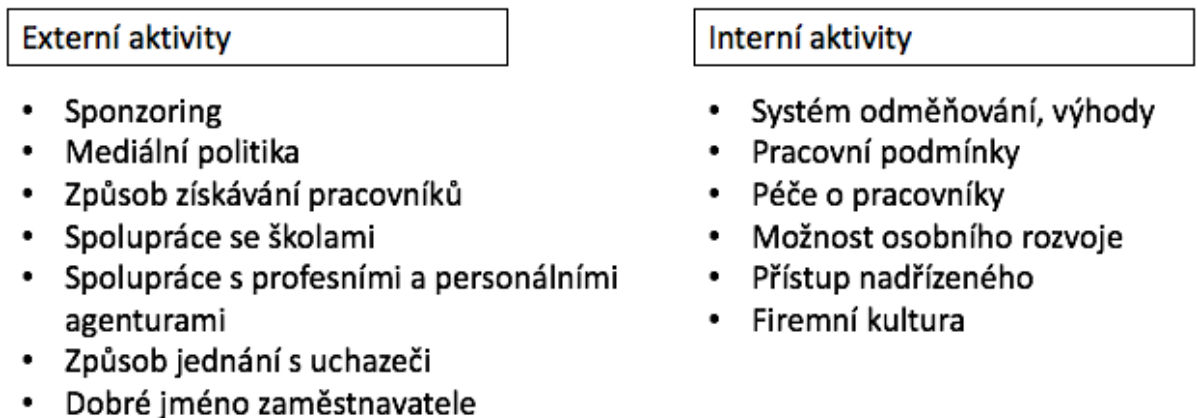 Externí aktivity
• Sponzoring
• Mediální politika
• Způsob získávání pracovníků
• Spolupráce se školami
• Spolupráce s profesními a personálními
agenturami
• Způsob jednání s uchazeči
• Dobré jméno zaměstnavatele
Interní aktivity
• Systém odměňování, výhody
• Pracovní podmínky
• Péče o pracovníky
• Možnost osobního rozvoje
• Přístup nadřízeného
• Firemní kultura